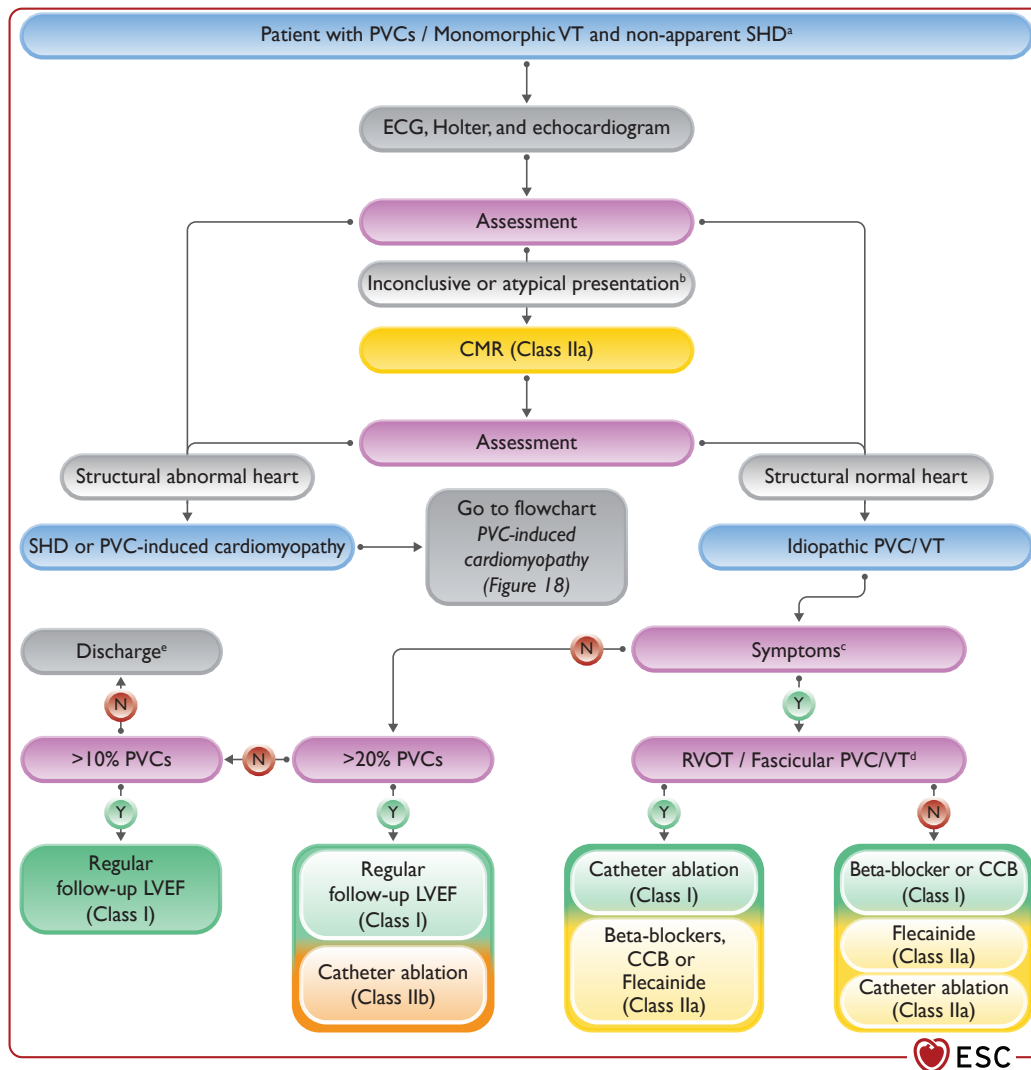 Patient with PVCs / Monomorphic VT and non-apparent SHDᵃ
ECG, Holter, and echocardiogram
Assessment
Inconclusive or atypical presentationᵇ
CMR (Class IIa)
Assessment
Structural abnormal heart
Structural normal heart
SHD or PVC-induced cardiomyopathy
Go to flowchart
PVC-induced
cardiomyopathy
(Figure 18)
Idiopathic PVC/VT
Dischargeᵉ
N
Symptomsᶜ
N
Y
>10% PVCs
N
>20% PVCs
RVOT / Fascicular PVC/VTᵈ
Y
Y
Y
N
Regular
follow-up LVEF
(Class I)
Regular
follow-up LVEF
(Class I)
Catheter ablation
(Class IIb)
Catheter ablation
(Class I)
Beta-blockers,
CCB or
Flecainide
(Class IIa)
Beta-blocker or CCB
(Class I)
Flecainide
(Class IIa)
Catheter ablation
(Class IIa)
ESC